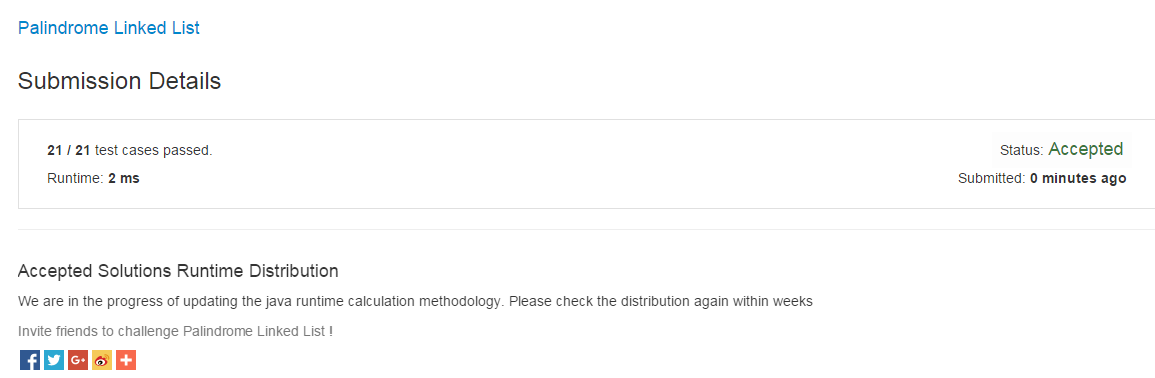 Palindrome Linked List
Submission Details
21 / 21 test cases passed.
Status: Accepted
Runtime: 2 ms
Submitted: 0 minutes ago
Accepted Solutions Runtime Distribution
We are in the progress of updating the java runtime calculation methodology. Please check the distribution again within weeks
Invite friends to challenge Palindrome Linked List !